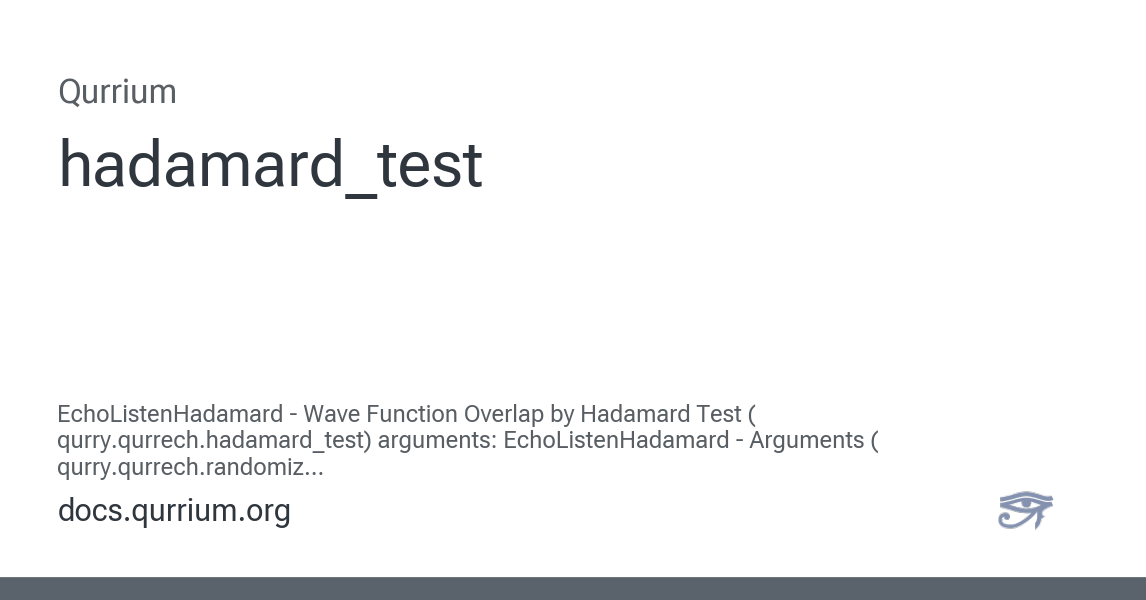 Qurrium
hadamard_test
EchoListenHadamard - Wave Function Overlap by Hadamard Test (
qurry.qurrech.hadamard_test) arguments: EchoListenHadamard - Arguments (
qurry.qurrech.randomiz...
docs.qurrium.org